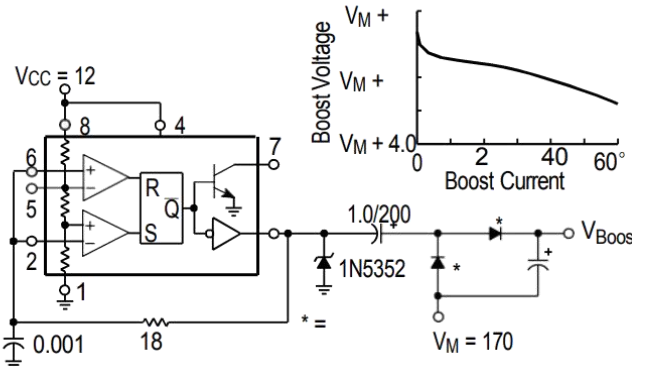 VM +
VM +
VM + 4.0
Boost Voltage
0
2
40
60°
Boost Current
VCC = 12
8
4
7
6
5
2
1
+
−
+
−
R
S
Q̅
1.0/200
+
*
VBoos
+
1N5352
*
* =
VM = 170
0.001
18